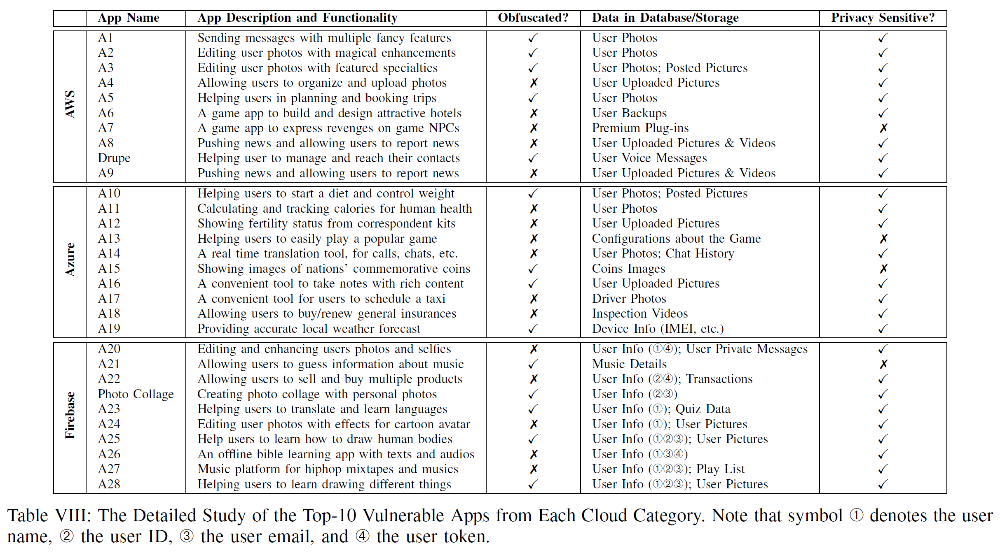 App Name App Description and Functionality Obfuscated? Data in Database/Storage Privacy Sensitive?
AWS
A1 Sending messages with multiple fancy features ✓ User Photos ✓
A2 Editing user photos with magical enhancements ✓ User Photos ✓
A3 Editing user photos with featured specialties ✓ User Photos; Posted Pictures ✓
A4 Allowing users to organize and upload photos ✗ User Uploaded Pictures ✓
A5 Helping users in planning and booking trips ✓ User Photos ✓
A6 A game app to build and design attractive hotels ✗ User Backups ✓
A7 A game app to express revenges on game NPCs ✗ Premium Plug-ins ✗
A8 Pushing news and allowing users to report news ✗ User Uploaded Pictures & Videos ✓
Drupe Helping user to manage and reach their contacts ✓ User Voice Messages ✓
A9 Pushing news and allowing users to report news ✗ User Uploaded Pictures & Videos ✓
Azure
A10 Helping users to start a diet and control weight ✓ User Photos; Posted Pictures ✓
A11 Calculating and tracking calories for human health ✗ User Photos ✓
A12 Showing fertility status from correspondent kits ✗ User Uploaded Pictures ✓
A13 Helping users to easily play a popular game ✗ Configurations about the Game ✗
A14 A real time translation tool, for calls, chats, etc. ✗ User Photos; Chat History ✓
A15 Showing images of nations’ commemorative coins ✓ Coins Images ✗
A16 A convenient tool to take notes with rich content ✓ User Uploaded Pictures ✓
A17 A convenient tool for users to schedule a taxi ✗ Driver Photos ✓
A18 Allowing users to buy/renew general insurances ✗ Inspection Videos ✓
A19 Providing accurate local weather forecast ✓ Device Info (IMEI, etc.) ✓
Firebase
A20 Editing and enhancing users photos and selfies ✗ User Info (①④); User Private Messages ✓
A21 Allowing users to guess information about music ✓ Music Details ✗
A22 Allowing users to sell and buy multiple products ✗ User Info (②④); Transactions ✓
Photo Collage Creating photo collage with personal photos ✓ User Info (②③) ✓
A23 Helping users to translate and learn languages ✓ User Info (①); Quiz Data ✓
A24 Editing user photos with effects for cartoon avatar ✗ User Info (①); User Pictures ✓
A25 Help users to learn how to draw human bodies ✓ User Info (①②③); User Pictures ✓
A26 An offline bible learning app with texts and audios ✗ User Info (①③④) ✓
A27 Music platform for hiphop mixtapes and musics ✗ User Info (①②③); Play List ✓
A28 Helping users to learn drawing different things ✓ User Info (①②③); User Pictures ✓
Table VIII: The Detailed Study of the Top-10 Vulnerable Apps from Each Cloud Category. Note that symbol ① denotes the user
name, ② the user ID, ③ the user email, and ④ the user token.